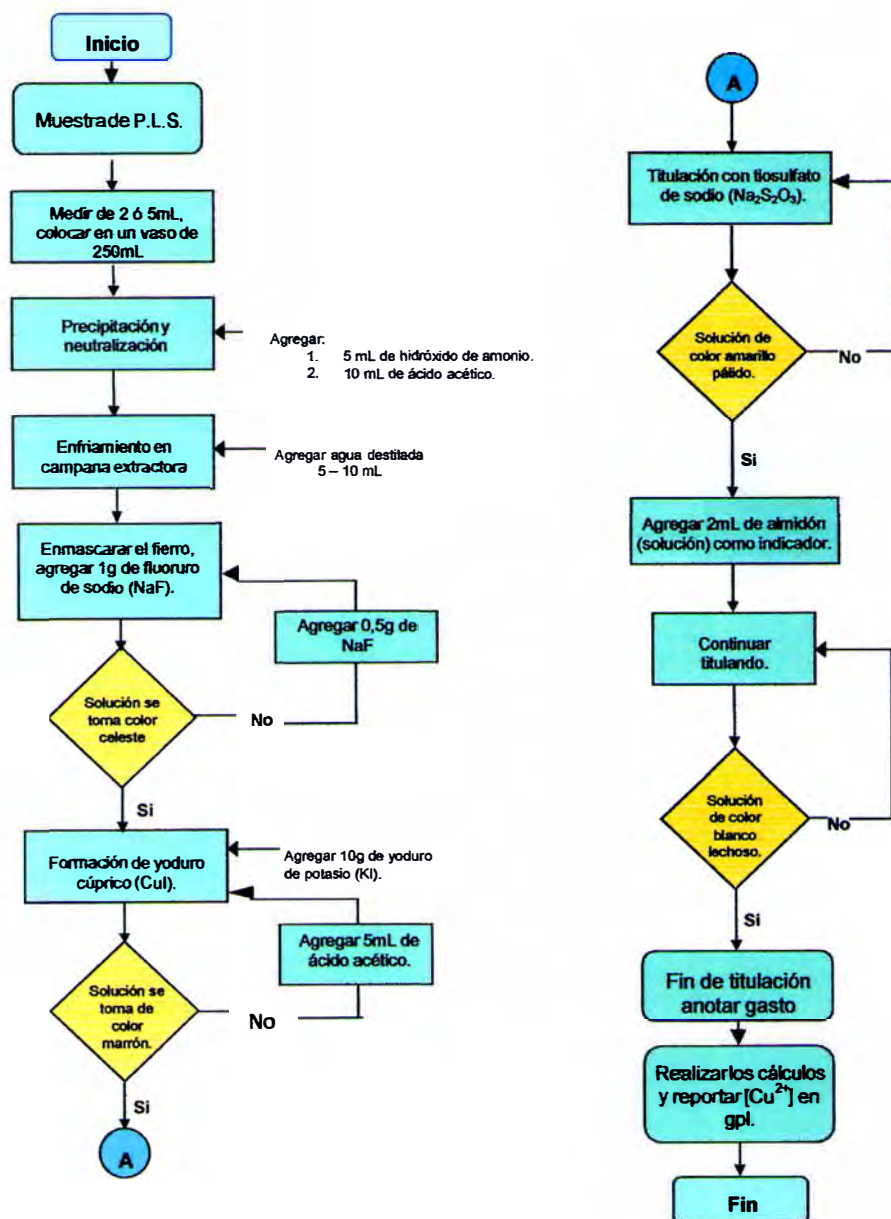 Inicio
Muestra de P.L.S.
Medir de 2 ó 5mL,
colocar en un vaso de
250mL
Precipitación y
neutralización
Agregar:
1. 5 mL de hidróxido de amonio.
2. 10 mL de ácido acético.
Enfriamiento en
campana extractora
Agregar agua destilada
5 – 10 mL
Enmascarar el fierro,
agregar 1g de fluoruro
de sodio (NaF).
Agregar 0,5g de
NaF
Solución se
torna color
celeste
No
Si
Formación de yoduro
cúprico (CuI).
Agregar 10g de yoduro
de potasio (KI).
Agregar 5mL de
ácido acético.
Solución se
torna de
color
marrón.
No
Si
A
A
Titulación con tiosulfato
de sodio (Na₂S₂O₃).
Solución de
color amarillo
pálido.
No
Si
Agregar 2mL de almidón
(solución) como indicador.
Continuar
titulando.
Solución
de color
blanco
lechoso.
No
Si
Fin de titulación
anotar gasto
Realizar los cálculos
y reportar [Cu²⁺] en
gpl.
Fin